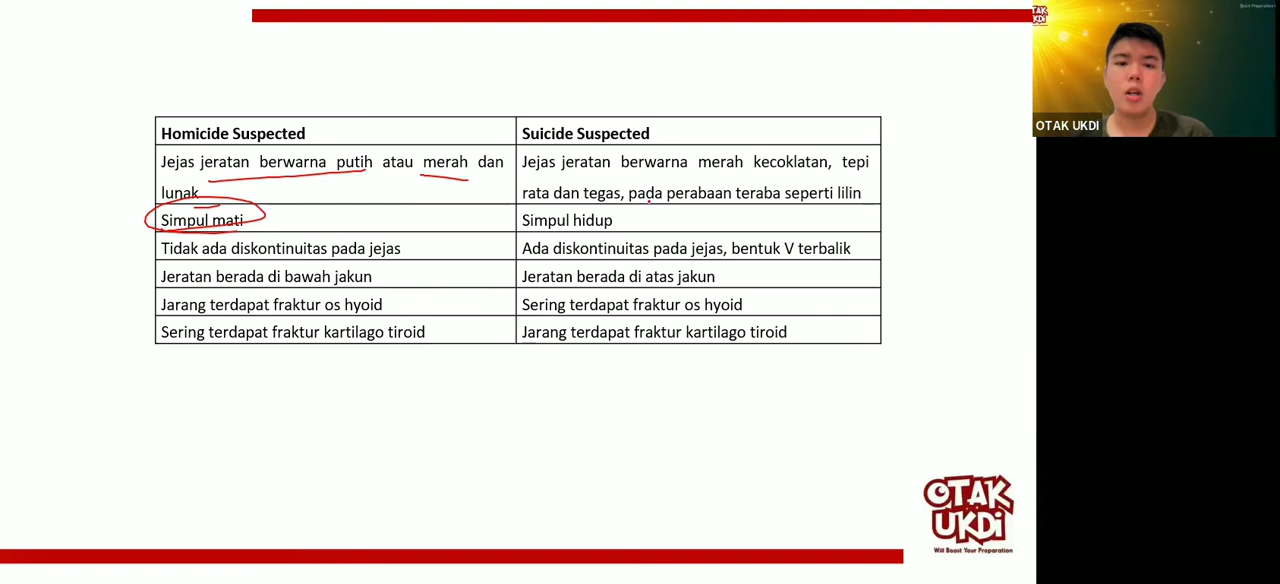 Homicide Suspected
Suicide Suspected
Jejas jeratan berwarna putih atau merah dan
lunak
Jejas jeratan berwarna merah kecoklatan, tepi
rata dan tegas, pada perabaan teraba seperti lilin
Simpul mati
Simpul hidup
Tidak ada diskontinuitas pada jejas
Ada diskontinuitas pada jejas, bentuk V terbalik
Jeratan berada di bawah jakun
Jeratan berada di atas jakun
Jarang terdapat fraktur os hyoid
Sering terdapat fraktur os hyoid
Sering terdapat fraktur kartilago tiroid
Jarang terdapat fraktur kartilago tiroid
OTAK UKDI
OTAK
UKDi
Will Boost Your Preparation